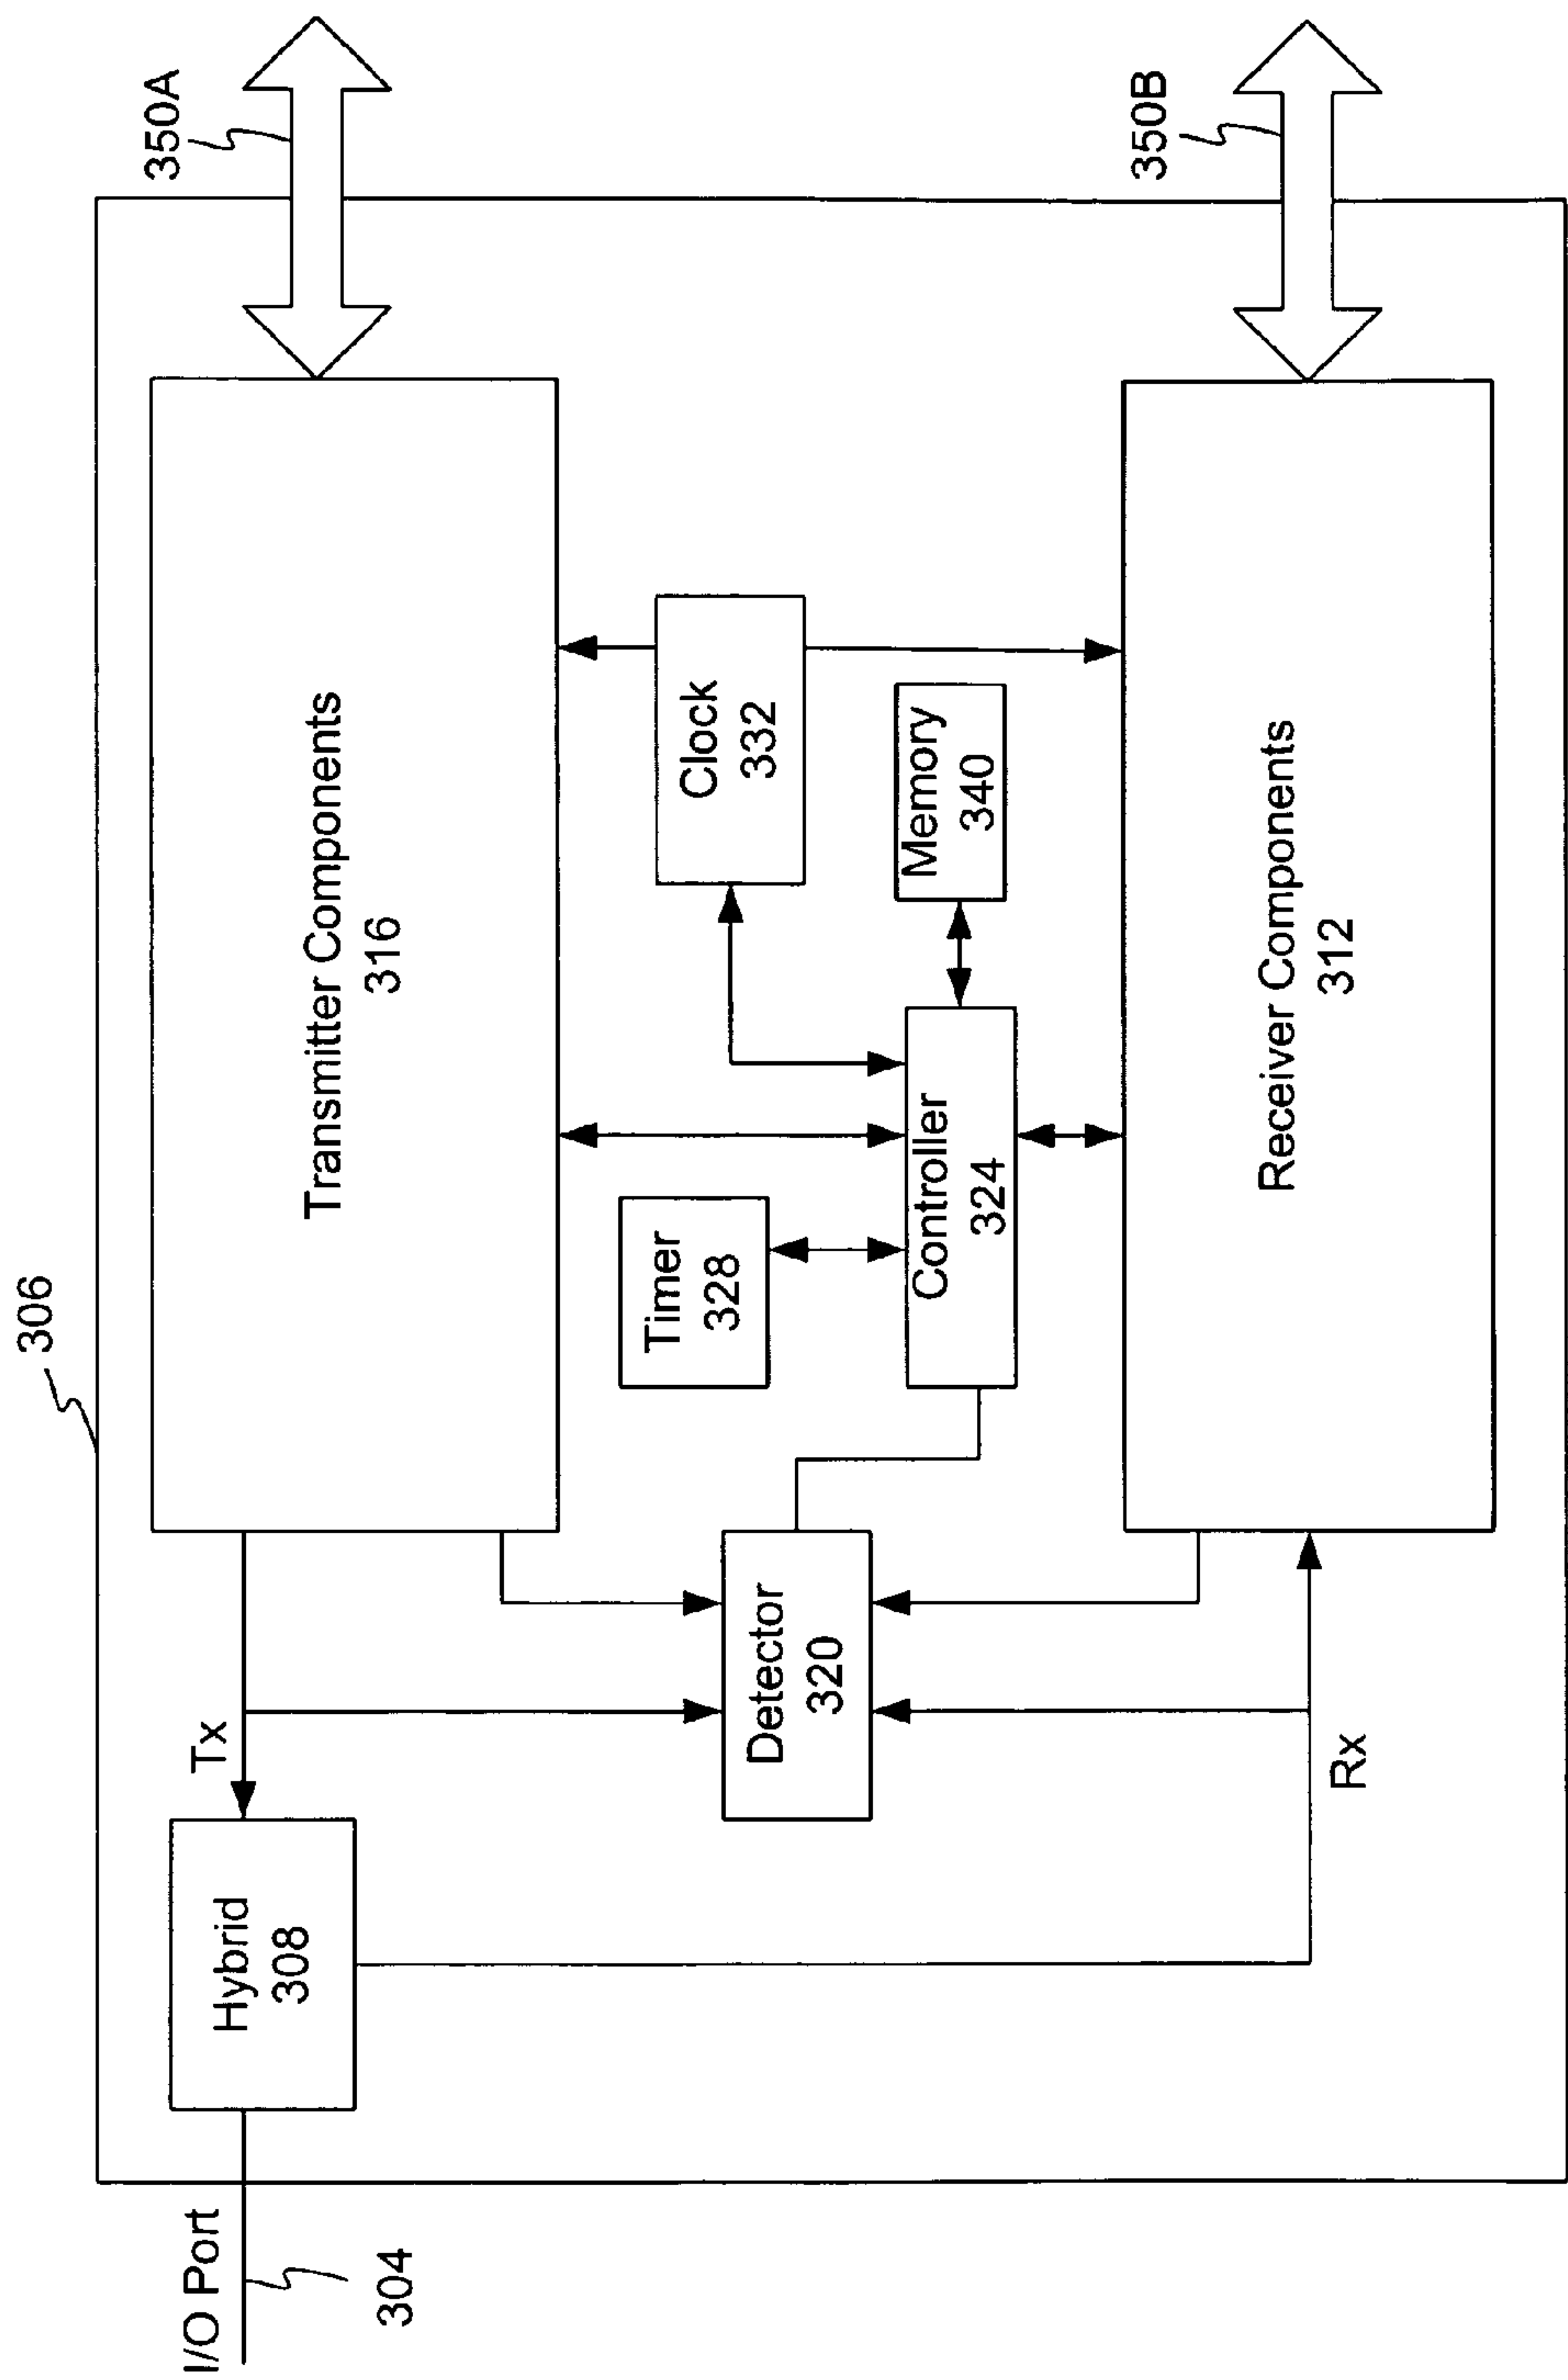 306
350A
Transmitter Components
316
I/O Port
304
Hybrid
308
Tx
Timer
328
Clock
332
Detector
320
Controller
324
Memory
340
Rx
Receiver Components
312
350B